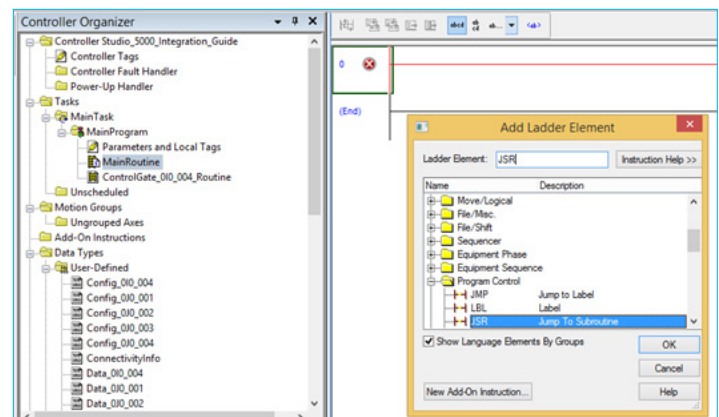 Controller Organizer
Controller Studio_5000_Integration_Guide
Controller Tags
Controller Fault Handler
Power-Up Handler
Tasks
MainTask
MainProgram
Parameters and Local Tags
MainRoutine
ControlGate_0I0_004_Routine
Unscheduled
Motion Groups
Ungrouped Axes
Add-On Instructions
Data Types
User-Defined
Config_0I0_004
Config_0J0_001
Config_0J0_002
Config_0J0_003
Config_0J0_004
ConnectivityInfo
Data_0I0_004
Data_0J0_001
Data_0J0_002
0
(End)
Add Ladder Element
Ladder Element: JSR Instruction Help >>
Name Description
Move/Logical
File/Misc.
File/Shift
Sequencer
Equipment Phase
Equipment Sequence
Program Control
JMP Jump to Label
LBL Label
JSR Jump To Subroutine
Show Language Elements By Groups
OK
Cancel
New Add-On Instruction... Help